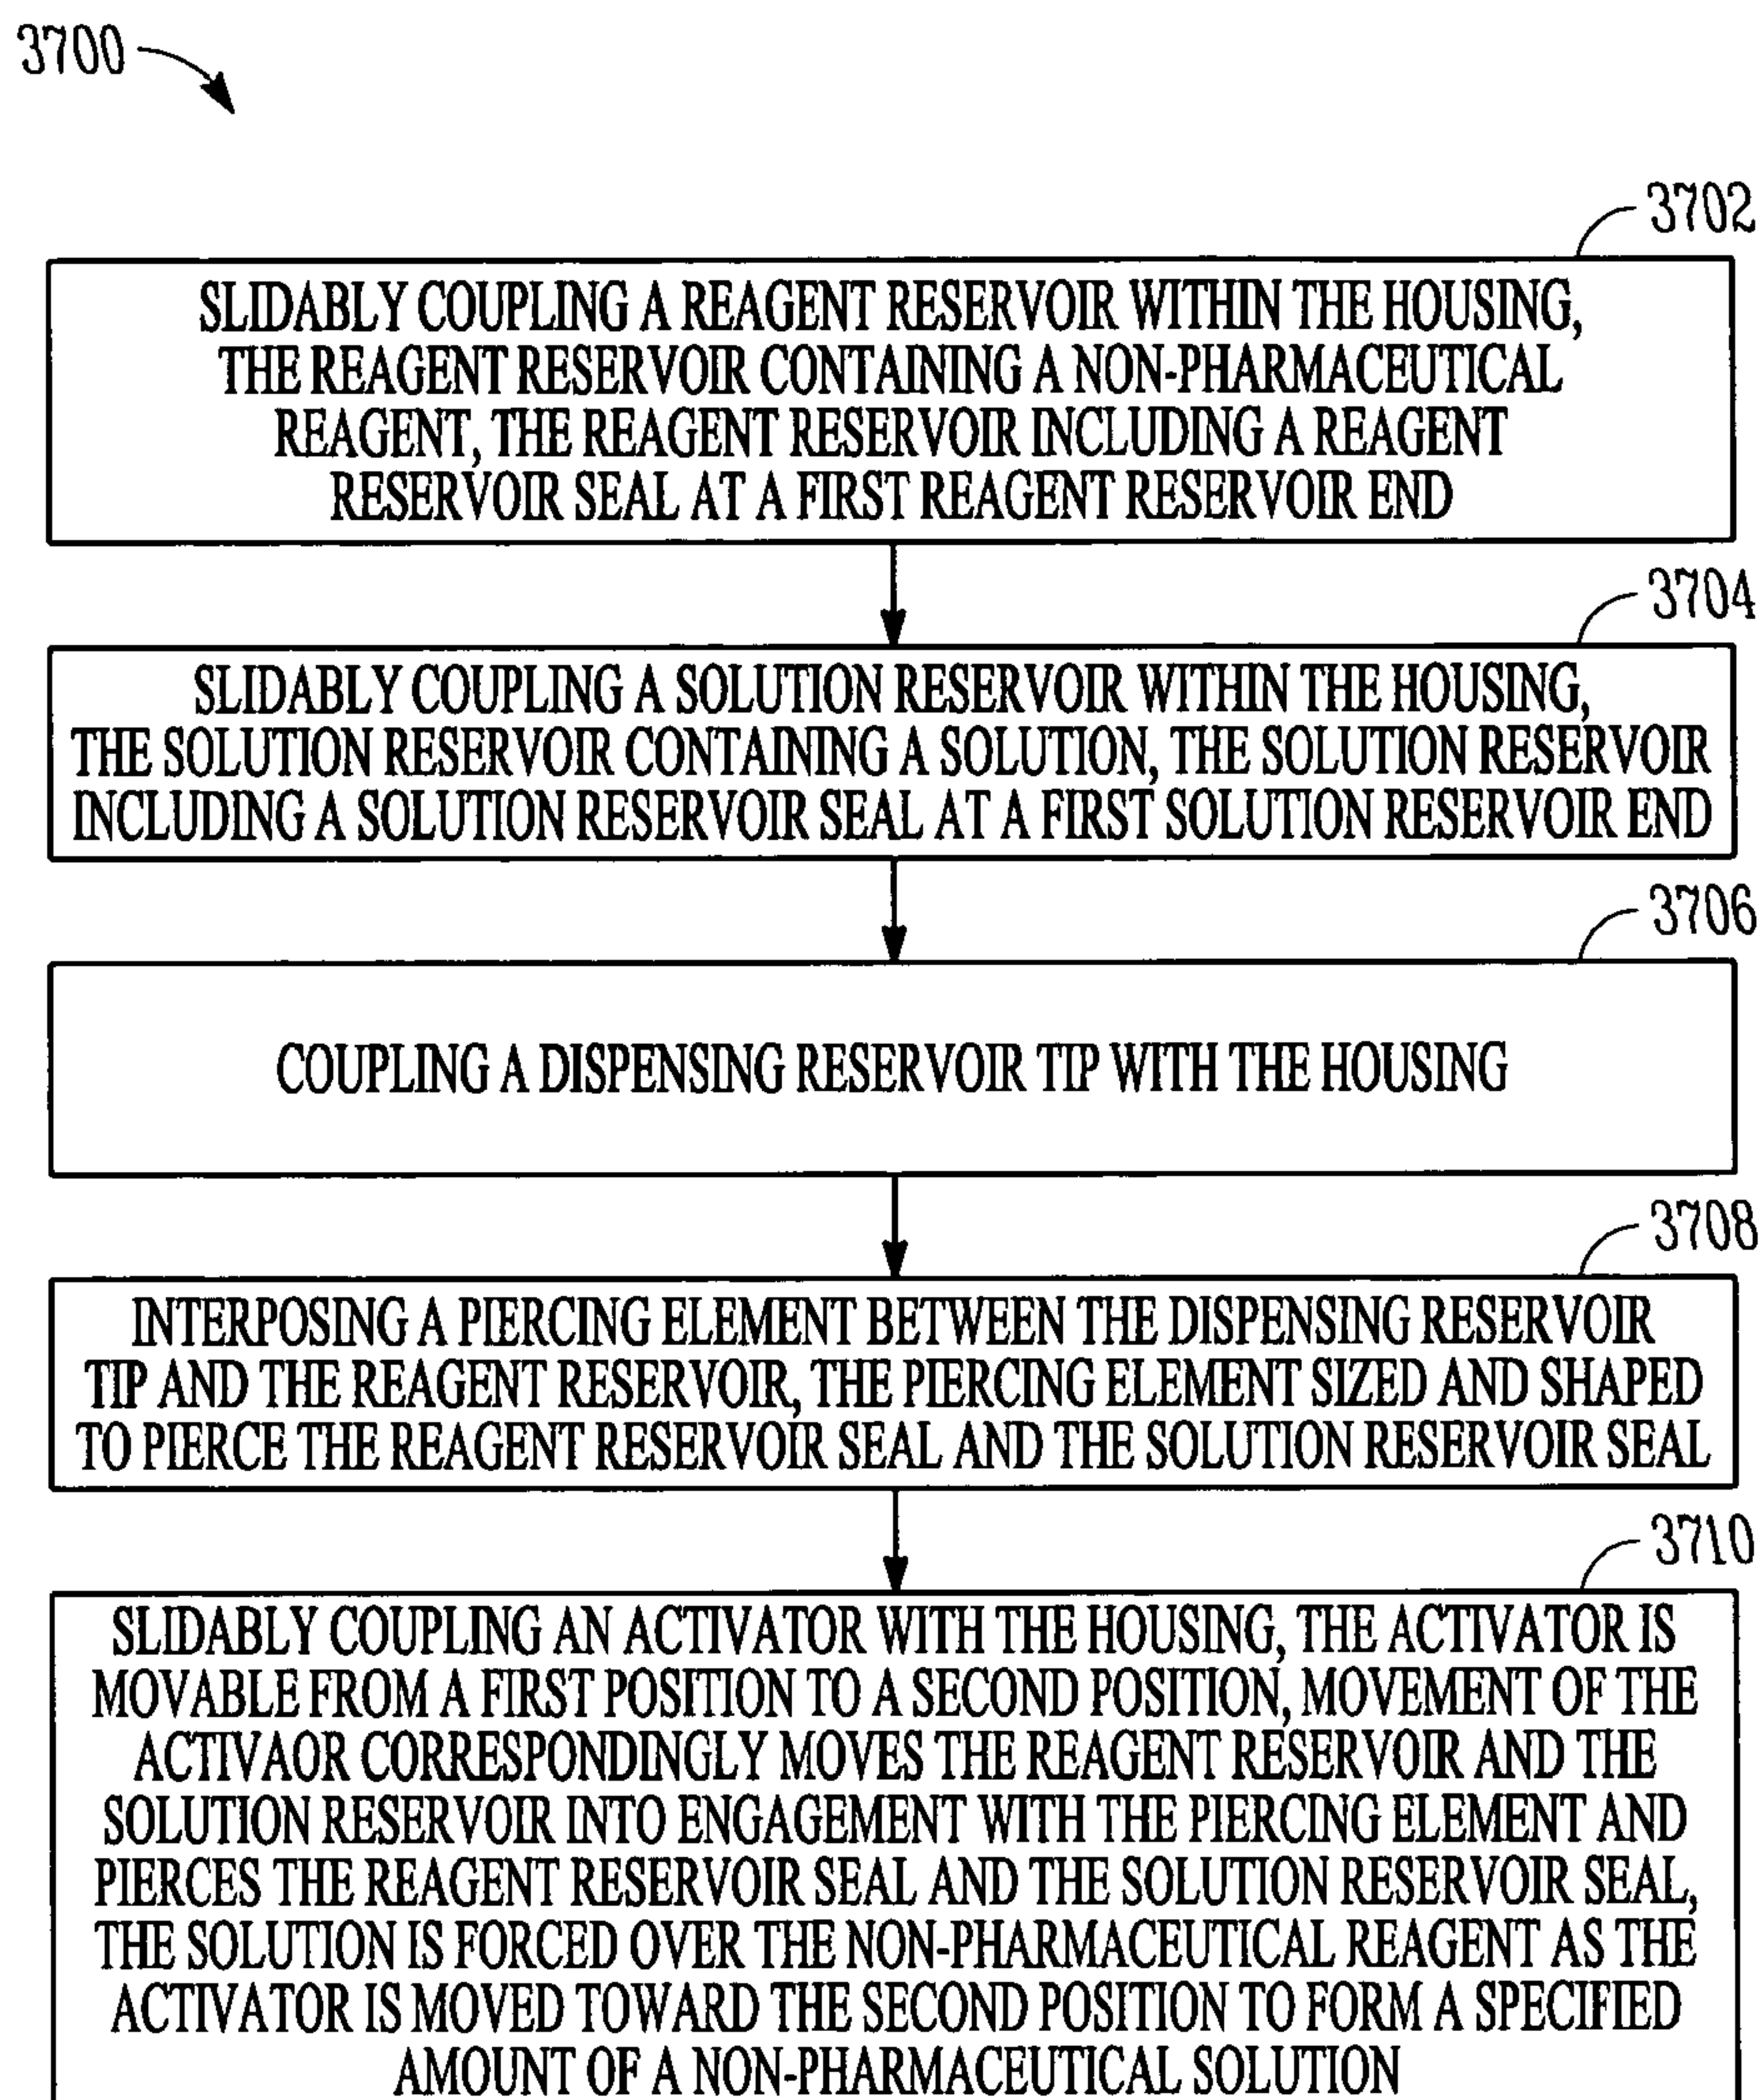 3700
3702
SLIDABLY COUPLING A REAGENT RESERVOIR WITHIN THE HOUSING,
THE REAGENT RESERVOIR CONTAINING A NON-PHARMACEUTICAL
REAGENT, THE REAGENT RESERVOIR INCLUDING A REAGENT
RESERVOIR SEAL AT A FIRST REAGENT RESERVOIR END
3704
SLIDABLY COUPLING A SOLUTION RESERVOIR WITHIN THE HOUSING,
THE SOLUTION RESERVOIR CONTAINING A SOLUTION, THE SOLUTION RESERVOIR
INCLUDING A SOLUTION RESERVOIR SEAL AT A FIRST SOLUTION RESERVOIR END
3706
COUPLING A DISPENSING RESERVOIR TIP WITH THE HOUSING
3708
INTERPOSING A PIERCING ELEMENT BETWEEN THE DISPENSING RESERVOIR
TIP AND THE REAGENT RESERVOIR, THE PIERCING ELEMENT SIZED AND SHAPED
TO PIERCE THE REAGENT RESERVOIR SEAL AND THE SOLUTION RESERVOIR SEAL
3710
SLIDABLY COUPLING AN ACTIVATOR WITH THE HOUSING, THE ACTIVATOR IS
MOVABLE FROM A FIRST POSITION TO A SECOND POSITION, MOVEMENT OF THE
ACTIVAOR CORRESPONDINGLY MOVES THE REAGENT RESERVOIR AND THE
SOLUTION RESERVOIR INTO ENGAGEMENT WITH THE PIERCING ELEMENT AND
PIERCES THE REAGENT RESERVOIR SEAL AND THE SOLUTION RESERVOIR SEAL,
THE SOLUTION IS FORCED OVER THE NON-PHARMACEUTICAL REAGENT AS THE
ACTIVATOR IS MOVED TOWARD THE SECOND POSITION TO FORM A SPECIFIED
AMOUNT OF A NON-PHARMACEUTICAL SOLUTION